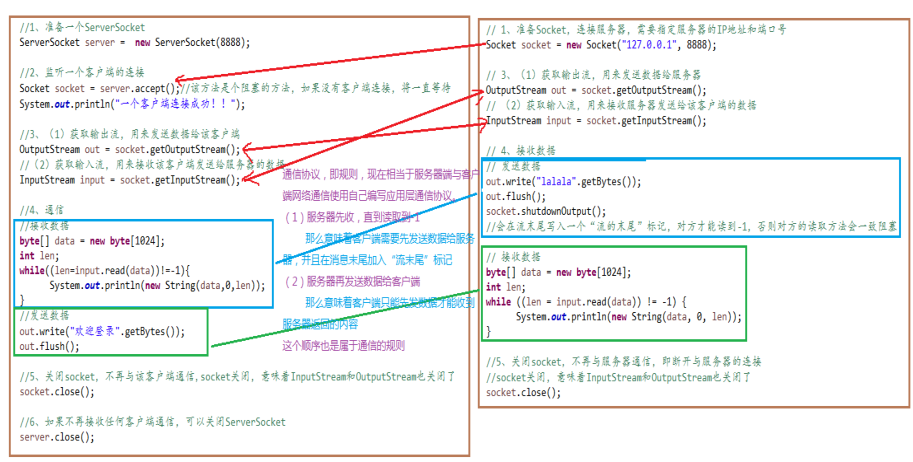 //1、准备一个ServerSocket
ServerSocket server =  new ServerSocket(8888);
//2、监听一个客户端的连接
Socket socket = server.accept();//该方法是个阻塞的方法，如果没有客户端连接，将一直等待
System.out.println("一个客户端连接成功！！");
//3、（1）获取输出流，用来发送数据给该客户端
OutputStream out = socket.getOutputStream();
//（2）获取输入流，用来接收该客户端发送给服务器的数据
InputStream input = socket.getInputStream();
//4、通信
//接收数据
byte[] data = new byte[1024];
int len;
while((len=input.read(data))!=-1){
System.out.println(new String(data,0,len));
}
//发送数据
out.write("欢迎登录".getBytes());
out.flush();
//5、关闭socket，不再与该客户端通信,socket关闭，意味着InputStream和OutputStream也关闭了
socket.close();
//6、如果不再接收任何客户端通信，可以关闭ServerSocket
server.close();
通信协议，即规则，现在相当于服务器端与客户
端网络通信使用自己编写应用层通信协议。
（1）服务器先收，直到读取到-1
那么意味着客户端需要先发送数据给服务
器，并且在消息末尾加入“流末尾”标记
（2）服务器再发送数据给客户端
那么意味着客户端只能先发数据才能收到
服务器返回的内容
这个顺序也是属于通信的规则
// 1、准备Socket，连接服务器，需要指定服务器的IP地址和端口号
Socket socket = new Socket("127.0.0.1", 8888);
// 3、（1）获取输出流，用来发送数据给服务器
OutputStream out = socket.getOutputStream();
// （2）获取输入流，用来接收服务器发送给该客户端的数据
InputStream input = socket.getInputStream();
// 4、接收数据
// 发送数据
out.write("lalala".getBytes());
out.flush();
socket.shutdownOutput();
//会在流末尾写入一个“流的末尾”标记，对方才能读到-1，否则对方的读取方法会一致阻塞
// 接收数据
byte[] data = new byte[1024];
int len;
while ((len = input.read(data)) != -1) {
System.out.println(new String(data, 0, len));
}
//5、关闭socket，不再与服务器通信，即断开与服务器的连接
//socket关闭，意味着InputStream和OutputStream也关闭了
socket.close();